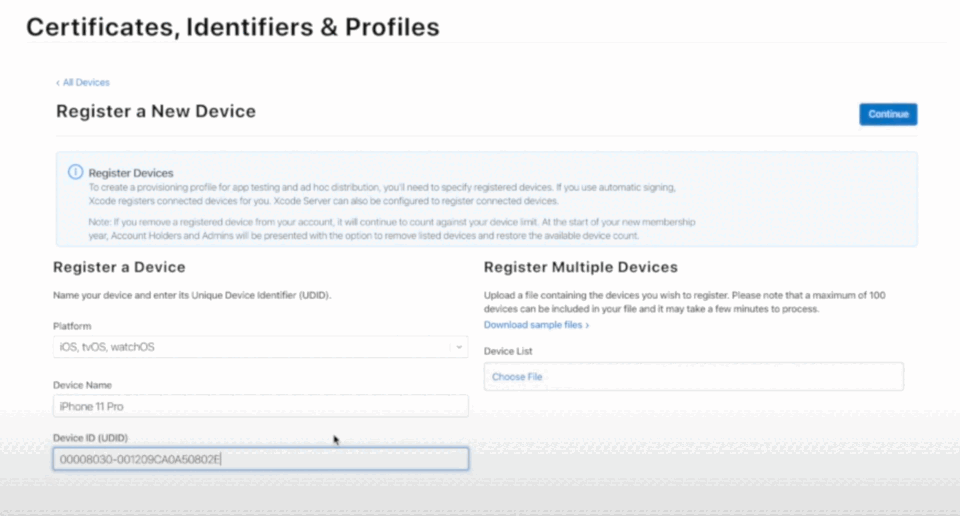 Certificates, Identifiers & Profiles
‹ All Devices
Register a New Device
Continue
Register Devices
To create a provisioning profile for app testing and ad hoc distribution, you'll need to specify registered devices. If you use automatic signing,
Xcode registers connected devices for you. Xcode Server can also be configured to register connected devices.
Note: If you remove a registered device from your account, it will continue to count against your device limit. At the start of your new membership
year, Account Holders and Admins will be presented with the option to remove listed devices and restore the available device count.
Register a Device
Name your device and enter its Unique Device Identifier (UDID).
Platform
iOS, tvOS, watchOS
Device Name
iPhone 11 Pro
Device ID (UDID)
00008030-001209CA0A50802E
Register Multiple Devices
Upload a file containing the devices you wish to register. Please note that a maximum of 100
devices can be included in your file and it may take a few minutes to process.
Download sample files ›
Device List
Choose File